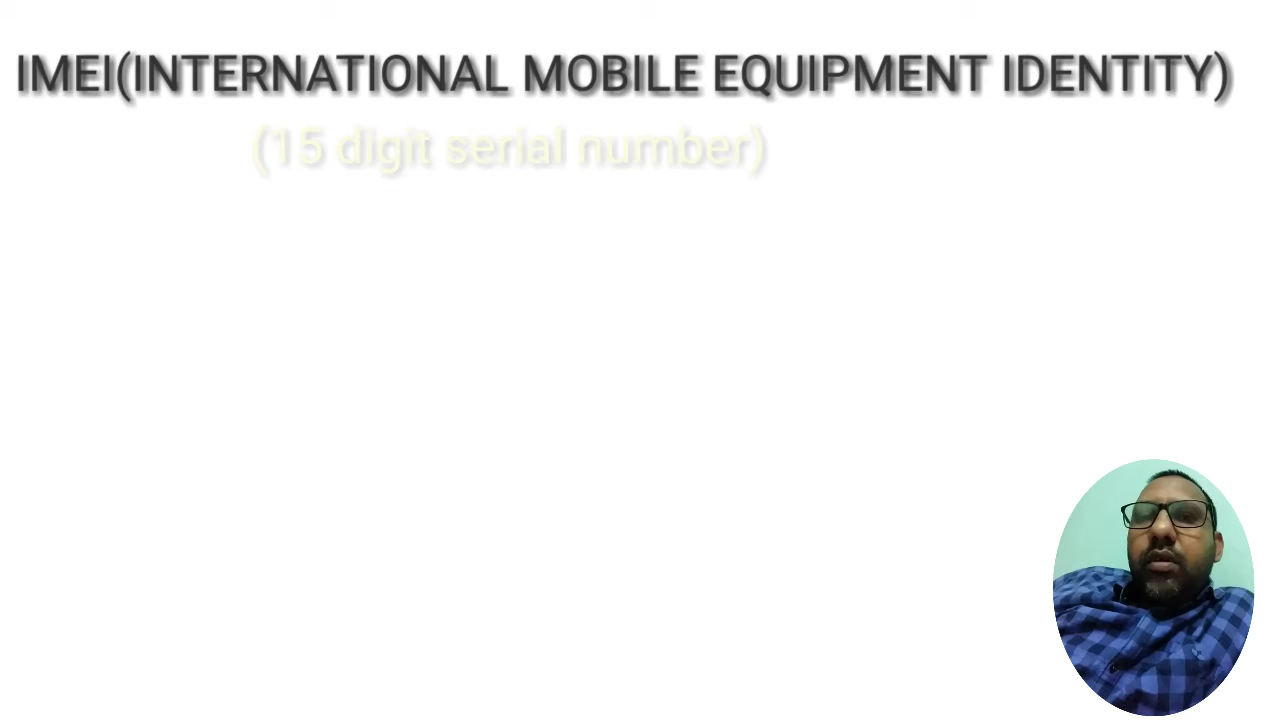 IMEI(INTERNATIONAL MOBILE EQUIPMENT IDENTITY)
(15 digit serial number)